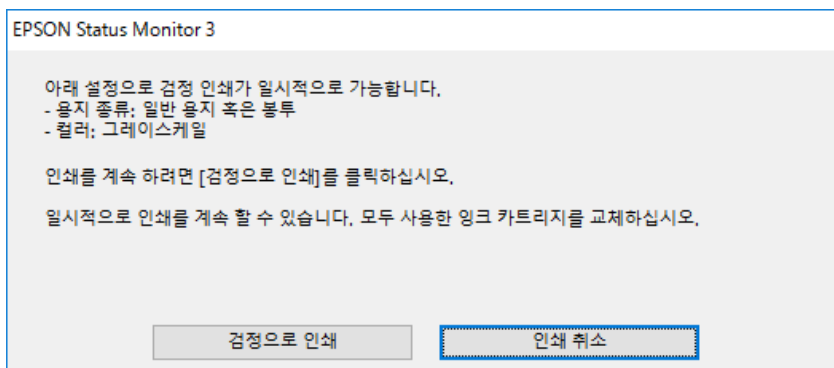 EPSON Status Monitor 3
아래 설정으로 검정 인쇄가 일시적으로 가능합니다.
- 용지 종류: 일반 용지 혹은 봉투
- 컬러: 그레이스케일
인쇄를 계속 하려면 [검정으로 인쇄]를 클릭하십시오.
일시적으로 인쇄를 계속 할 수 있습니다. 모두 사용한 잉크 카트리지를 교체하십시오.
검정으로 인쇄
인쇄 취소